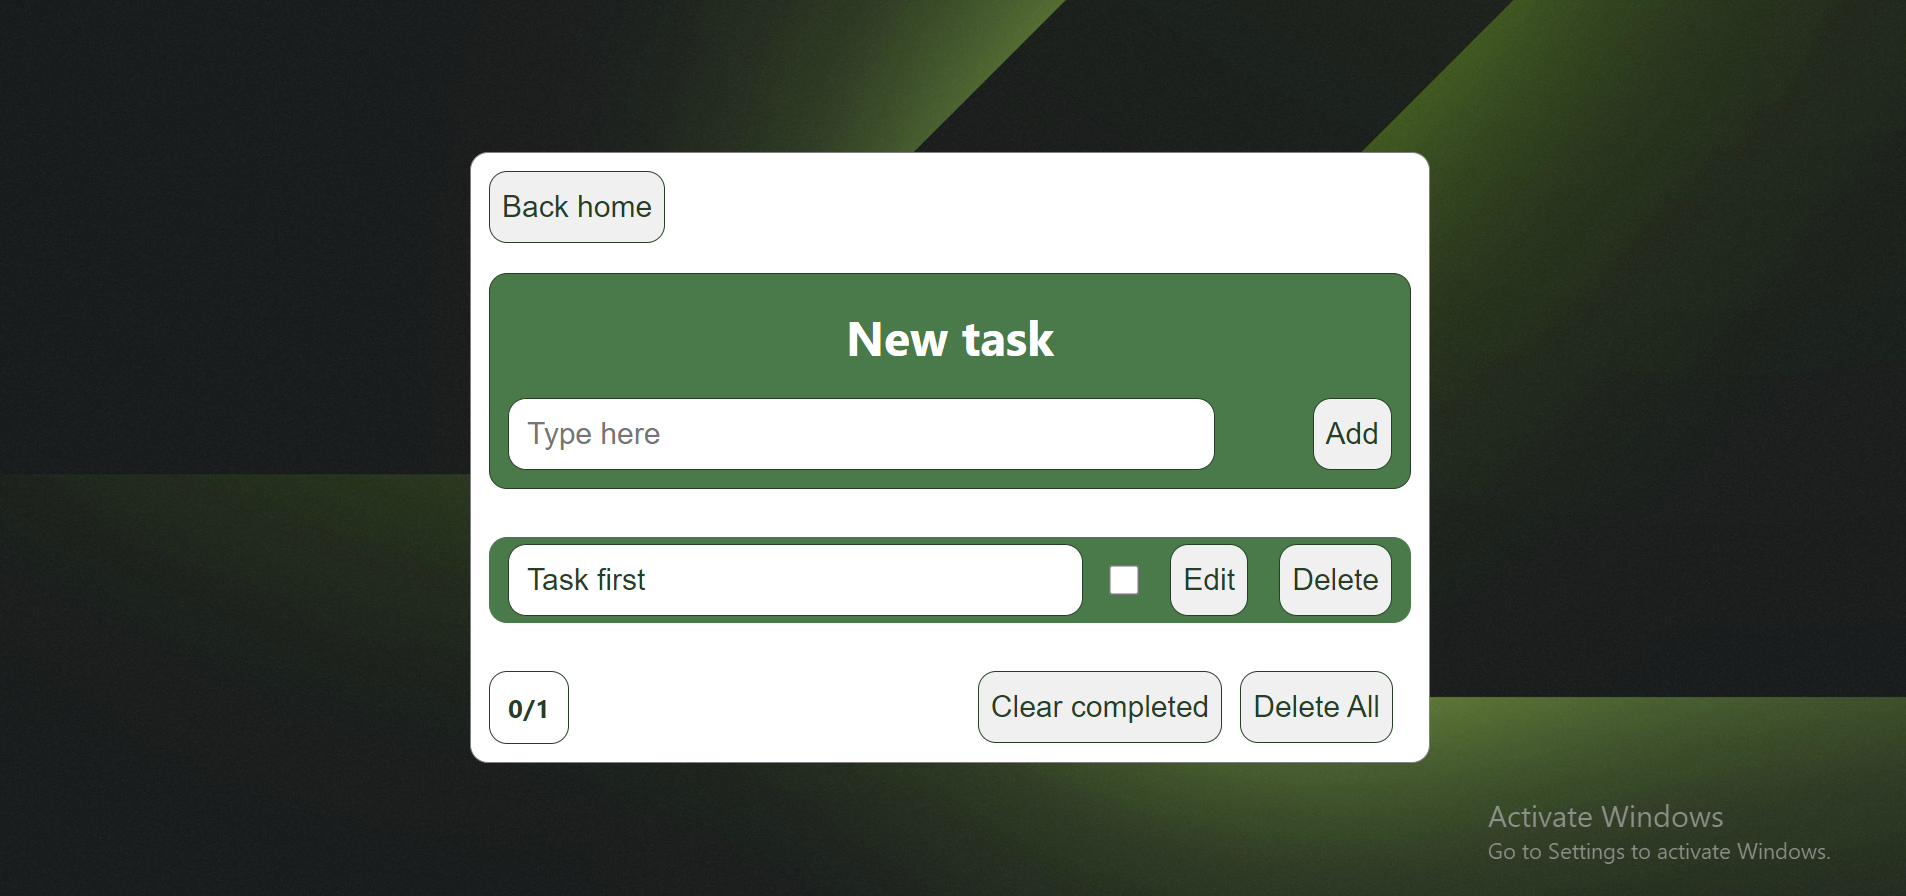 Back home
New task
Type here
Add
Task first
Edit
Delete
0/1
Clear completed
Delete All
Activate Windows
Go to Settings to activate Windows.